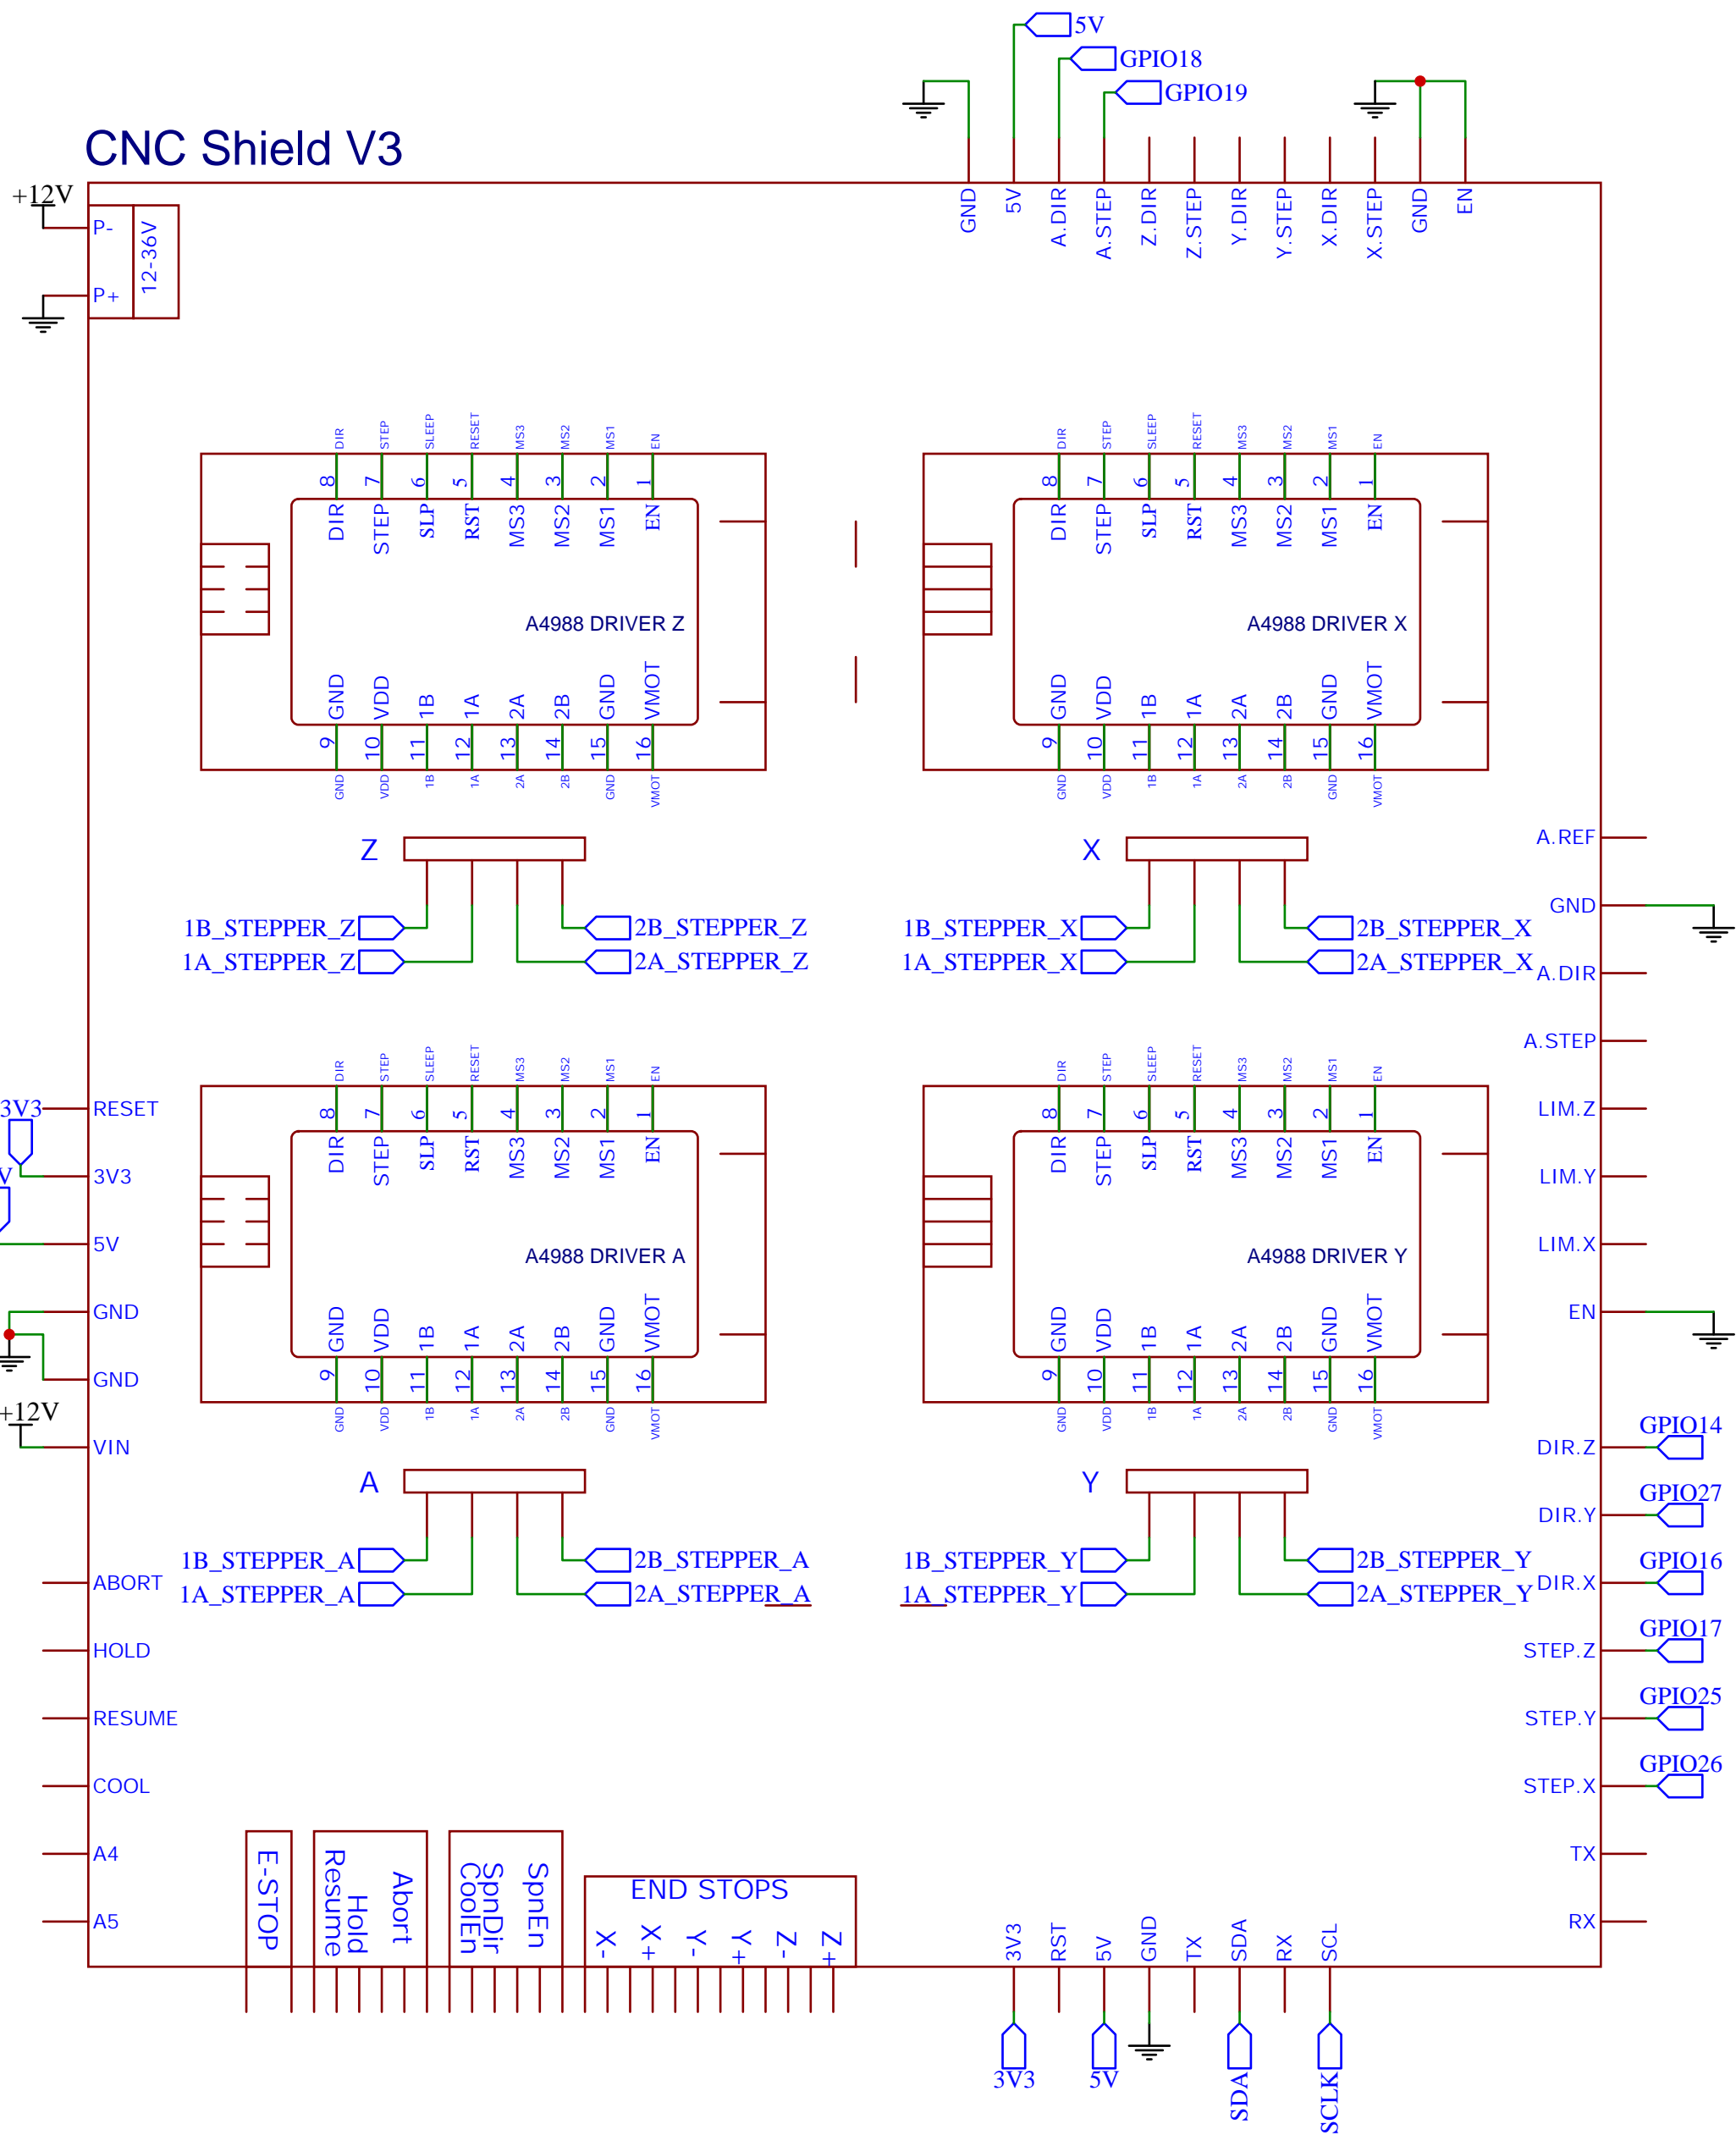 5V
GPIO18
GPIO19
CNC Shield V3
+12V
P-
P+
12-36V
GND
5V
A.DIR
A.STEP
Z.DIR
Z.STEP
Y.DIR
Y.STEP
X.DIR
X.STEP
GND
EN
DIR STEP SLEEP RESET MS3 MS2 MS1 EN
8 7 6 5 4 3 2 1
DIR STEP SLP RST MS3 MS2 MS1 EN
A4988 DRIVER Z
GND VDD 1B 1A 2A 2B GND VMOT
9 10 11 12 13 14 15 16
GND VDD 1B 1A 2A 2B GND VMOT
DIR STEP SLEEP RESET MS3 MS2 MS1 EN
8 7 6 5 4 3 2 1
DIR STEP SLP RST MS3 MS2 MS1 EN
A4988 DRIVER X
GND VDD 1B 1A 2A 2B GND VMOT
9 10 11 12 13 14 15 16
GND VDD 1B 1A 2A 2B GND VMOT
Z
1B_STEPPER_Z
2B_STEPPER_Z
1A_STEPPER_Z
2A_STEPPER_Z
X
1B_STEPPER_X
2B_STEPPER_X
1A_STEPPER_X
2A_STEPPER_X
A.REF
GND
A.DIR
A.STEP
LIM.Z
LIM.Y
LIM.X
EN
3V3
RESET
3V3
V
5V
GND
GND
+12V
VIN
DIR STEP SLEEP RESET MS3 MS2 MS1 EN
8 7 6 5 4 3 2 1
DIR STEP SLP RST MS3 MS2 MS1 EN
A4988 DRIVER A
GND VDD 1B 1A 2A 2B GND VMOT
9 10 11 12 13 14 15 16
GND VDD 1B 1A 2A 2B GND VMOT
DIR STEP SLEEP RESET MS3 MS2 MS1 EN
8 7 6 5 4 3 2 1
DIR STEP SLP RST MS3 MS2 MS1 EN
A4988 DRIVER Y
GND VDD 1B 1A 2A 2B GND VMOT
9 10 11 12 13 14 15 16
GND VDD 1B 1A 2A 2B GND VMOT
A
1B_STEPPER_A
2B_STEPPER_A
1A_STEPPER_A
2A_STEPPER_A
Y
1B_STEPPER_Y
2B_STEPPER_Y
1A_STEPPER_Y
2A_STEPPER_Y
GPIO14
DIR.Z
GPIO27
DIR.Y
GPIO16
DIR.X
GPIO17
STEP.Z
GPIO25
STEP.Y
GPIO26
STEP.X
TX
RX
ABORT
HOLD
RESUME
COOL
A4
A5
E-STOP
Resume
Hold
Abort
CoolEn
SpnDir
SpnEn
END STOPS
X-
X+
Y-
Y+
Z-
Z+
3V3
RST
5V
GND
TX
SDA
RX
SCL
3V3
5V
SDA
SCLK